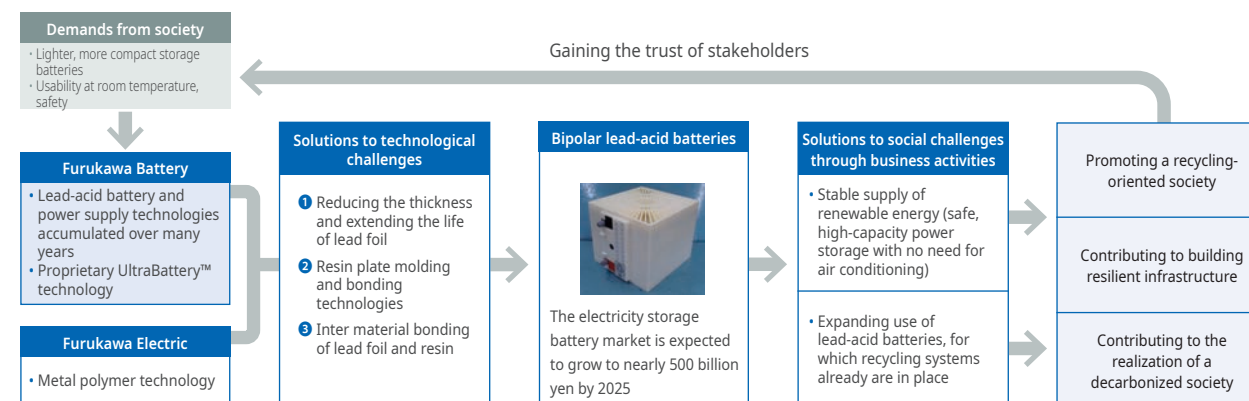 Demands from society
· Lighter, more compact storage
batteries
· Usability at room temperature,
safety
Gaining the trust of stakeholders
Furukawa Battery
• Lead-acid battery and
power supply technologies
accumulated over many
years
• Proprietary UltraBattery™
technology
Furukawa Electric
• Metal polymer technology
Solutions to technological
challenges
❶ Reducing the thickness
and extending the life
of lead foil
❷ Resin plate molding
and bonding
technologies
❸ Inter material bonding
of lead foil and resin
Bipolar lead-acid batteries
The electricity storage
battery market is expected
to grow to nearly 500 billion
yen by 2025
Solutions to social challenges
through business activities
• Stable supply of
renewable energy (safe,
high-capacity power
storage with no need for
air conditioning)
• Expanding use of
lead-acid batteries, for
which recycling systems
already are in place
Promoting a recycling-
oriented society
Contributing to building
resilient infrastructure
Contributing to the
realization of a
decarbonized society